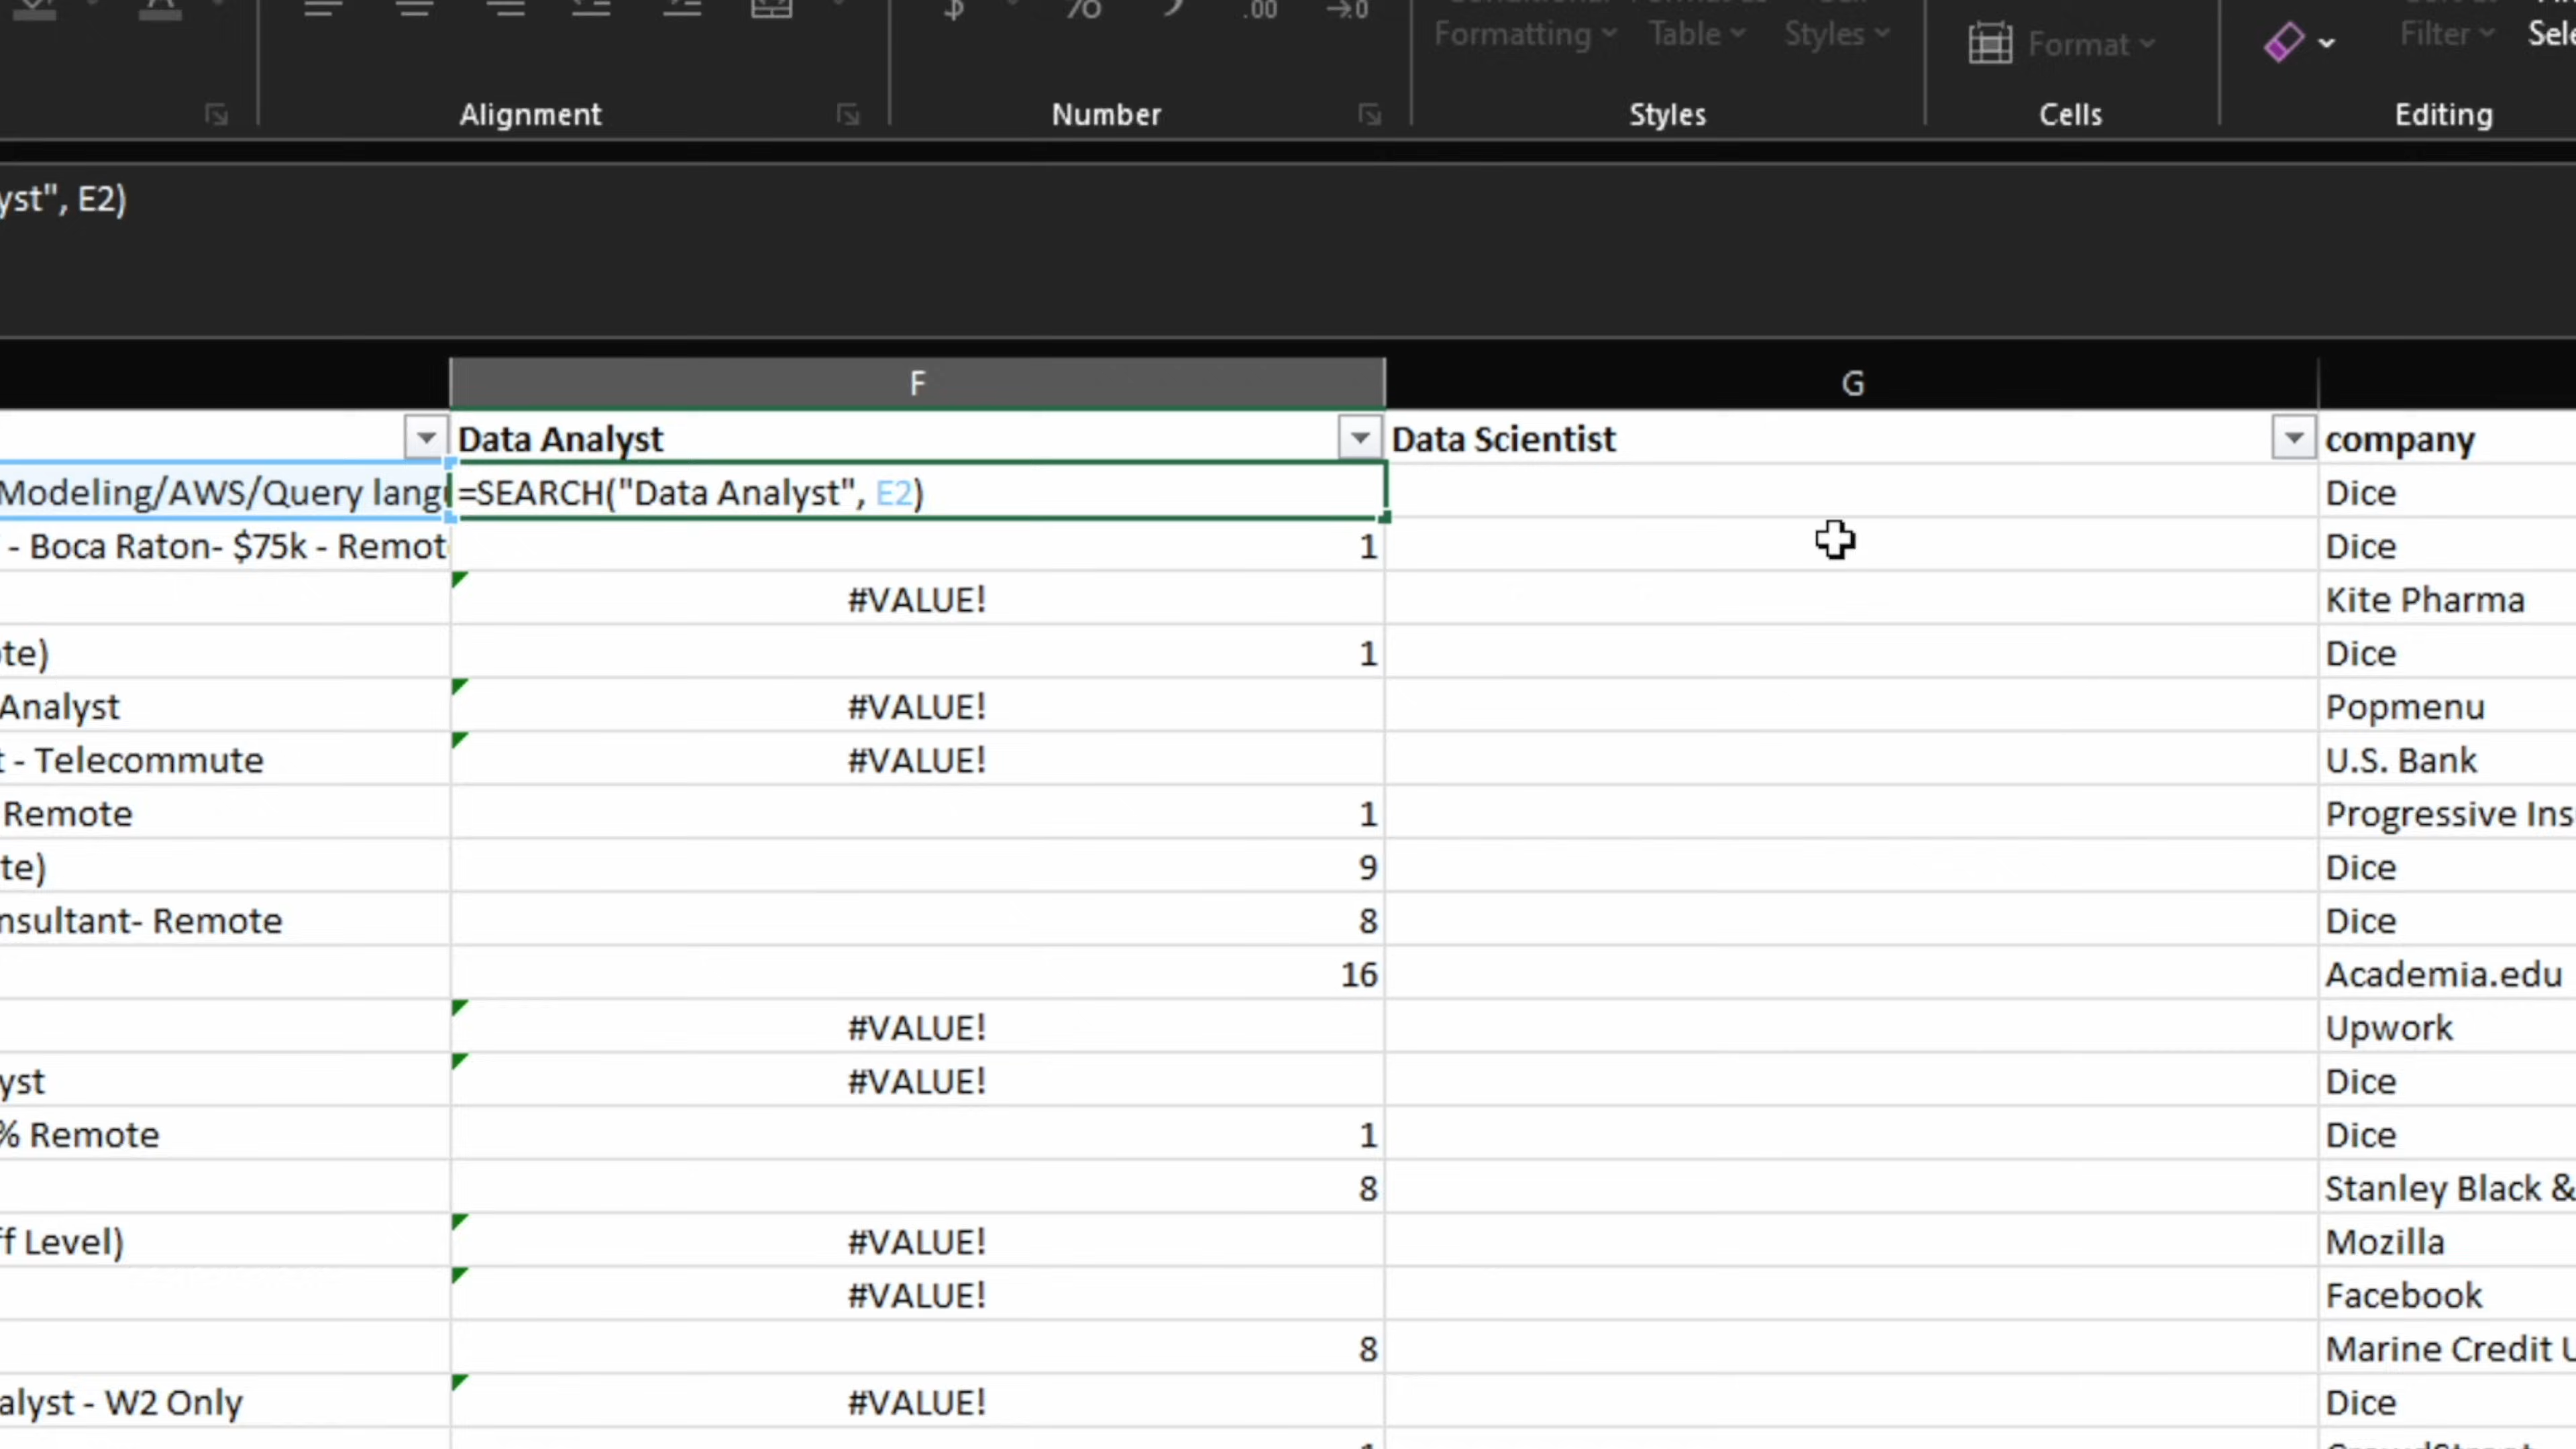 Formatting Table Styles Format Filter
Alignment Number Styles Cells Editing
yst", E2)
F G
Data Analyst Data Scientist company
Modeling/AWS/Query langu =SEARCH("Data Analyst", E2) Dice
- Boca Raton- $75k - Remote 1 Dice
#VALUE! Kite Pharma
te) 1 Dice
Analyst #VALUE! Popmenu
t - Telecommute #VALUE! U.S. Bank
Remote 1 Progressive Ins
te) 9 Dice
nsultant- Remote 8 Dice
16 Academia.edu
#VALUE! Upwork
yst #VALUE! Dice
% Remote 1 Dice
8 Stanley Black &
ff Level) #VALUE! Mozilla
#VALUE! Facebook
8 Marine Credit U
alyst - W2 Only #VALUE! Dice